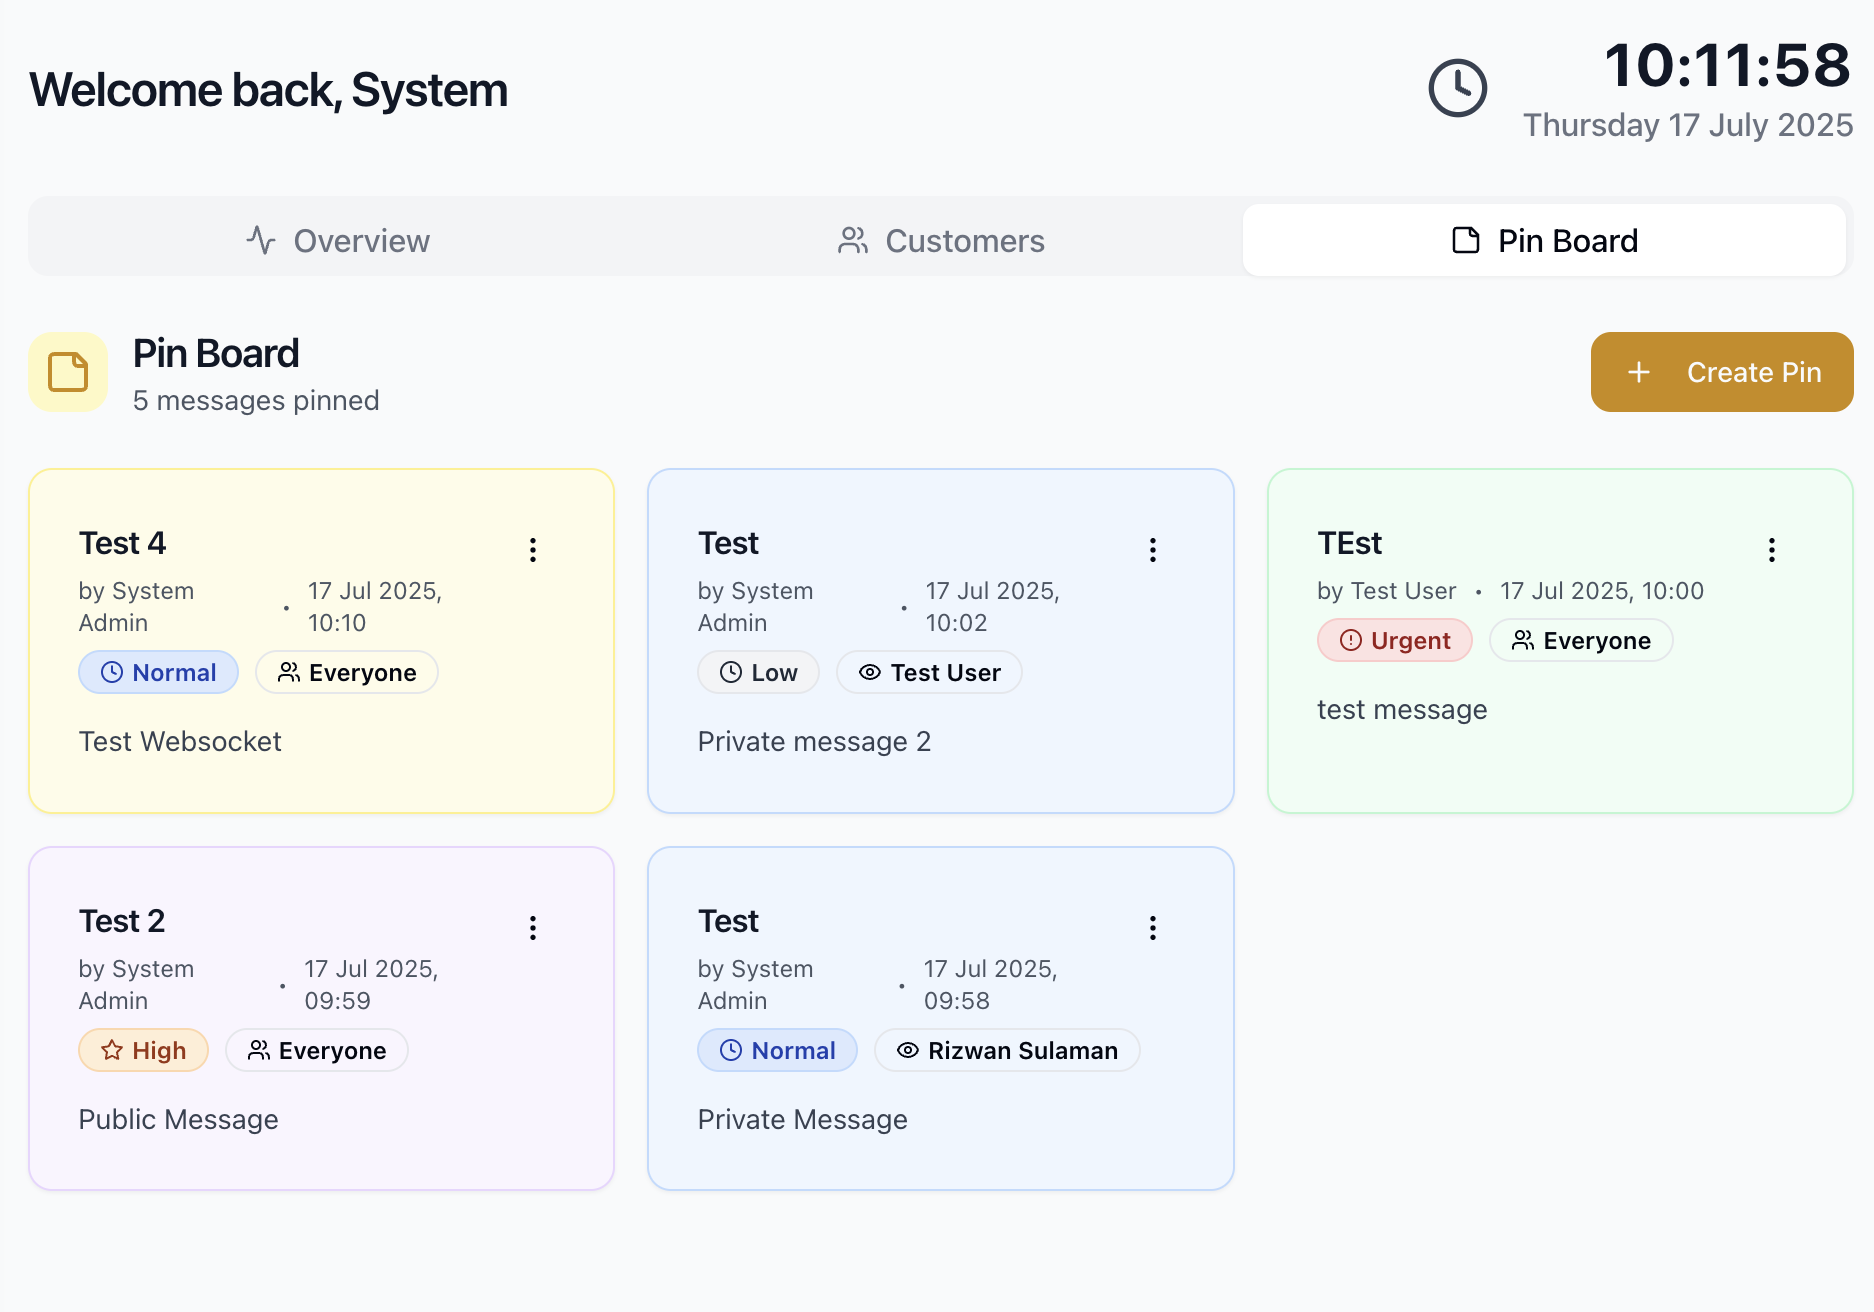 Welcome back, System
10:11:58
Thursday 17 July 2025
Overview
Customers
Pin Board
Pin Board
5 messages pinned
Create Pin
Test 4
by System Admin
•
17 Jul 2025, 10:10
Normal
Everyone
Test Websocket
Test
by System Admin
•
17 Jul 2025, 10:02
Low
Test User
Private message 2
TEst
by Test User • 17 Jul 2025, 10:00
Urgent
Everyone
test message
Test 2
by System Admin
•
17 Jul 2025, 09:59
High
Everyone
Public Message
Test
by System Admin
•
17 Jul 2025, 09:58
Normal
Rizwan Sulaman
Private Message